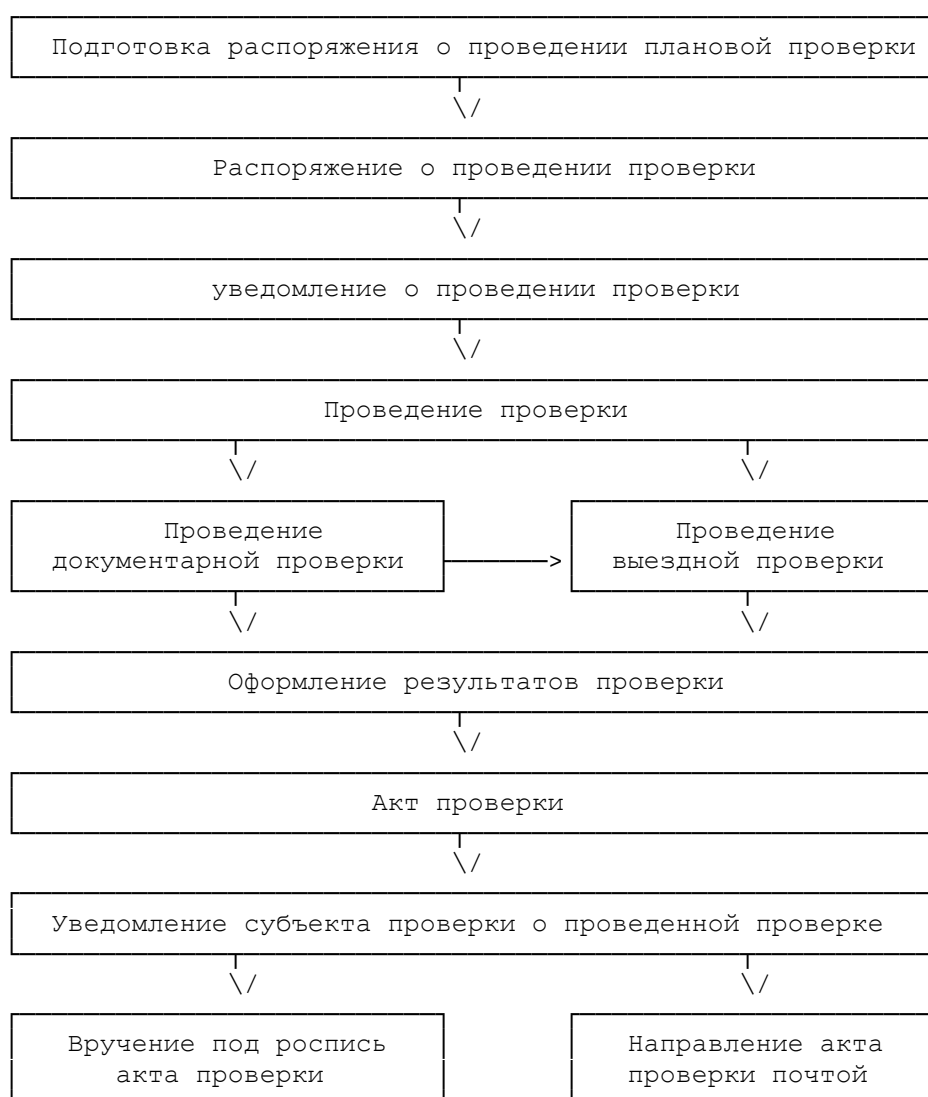 Подготовка распоряжения о проведении плановой проверки
Распоряжение о проведении проверки
уведомление о проведении проверки
Проведение проверки
Проведение
документарной проверки
Проведение
выездной проверки
Оформление результатов проверки
Акт проверки
Уведомление субъекта проверки о проведенной проверке
Вручение под роспись
акта проверки
Направление акта
проверки почтой